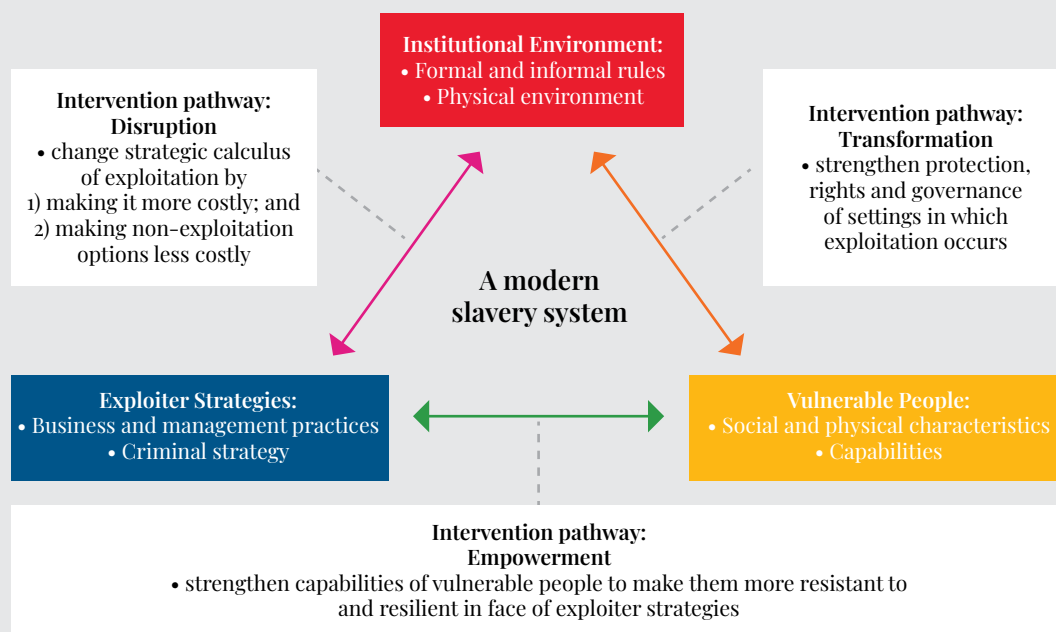 Institutional Environment:
• Formal and informal rules
• Physical environment
Intervention pathway:
Disruption
• change strategic calculus
of exploitation by
1) making it more costly; and
2) making non-exploitation
options less costly
Intervention pathway:
Transformation
• strengthen protection,
rights and governance
of settings in which
exploitation occurs
A modern
slavery system
Exploiter Strategies:
• Business and management practices
• Criminal strategy
Vulnerable People:
• Social and physical characteristics
• Capabilities
Intervention pathway:
Empowerment
• strengthen capabilities of vulnerable people to make them more resistant to
and resilient in face of exploiter strategies